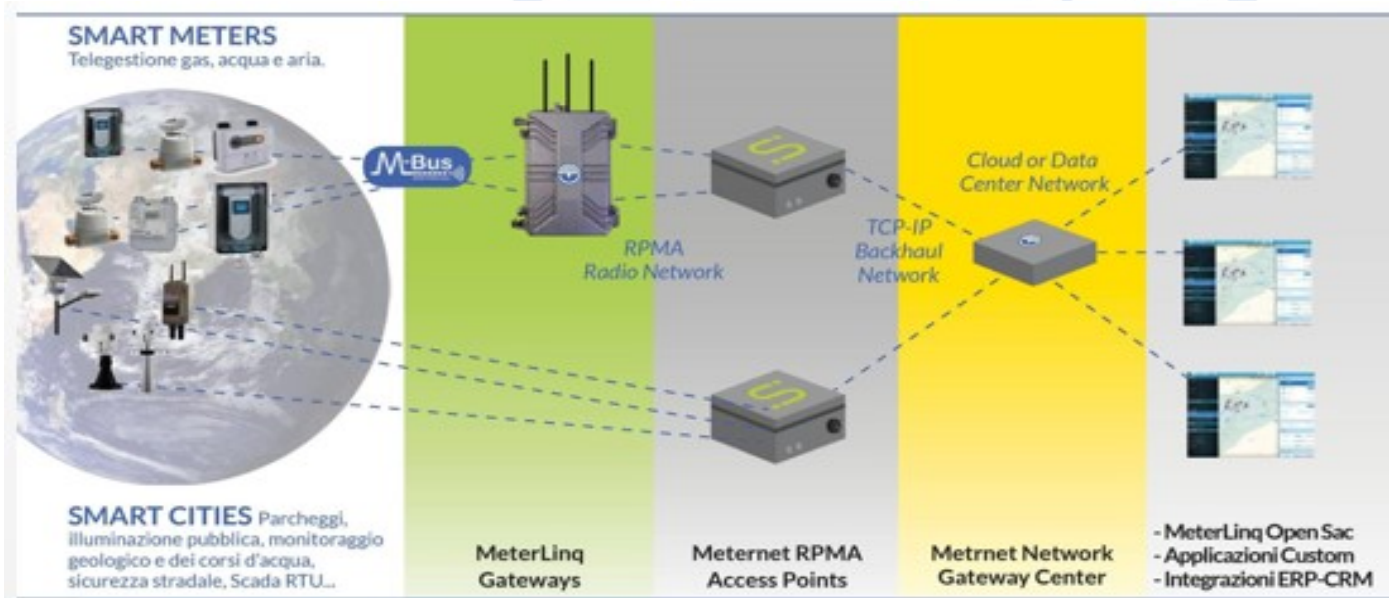 SMART METERS
Telegestione gas, acqua e aria.
M-Bus
RPMA
Radio Network
TCP-IP
Backhaul
Network
Cloud or Data
Center Network
SMART CITIES Parcheggi,
illuminazione pubblica, monitoraggio
geologico e dei corsi d'acqua,
sicurezza stradale, Scada RTU...
MeterLinq
Gateways
Meternet RPMA
Access Points
Metrnet Network
Gateway Center
- MeterLinq Open Sac
- Applicazioni Custom
- Integrazioni ERP-CRM